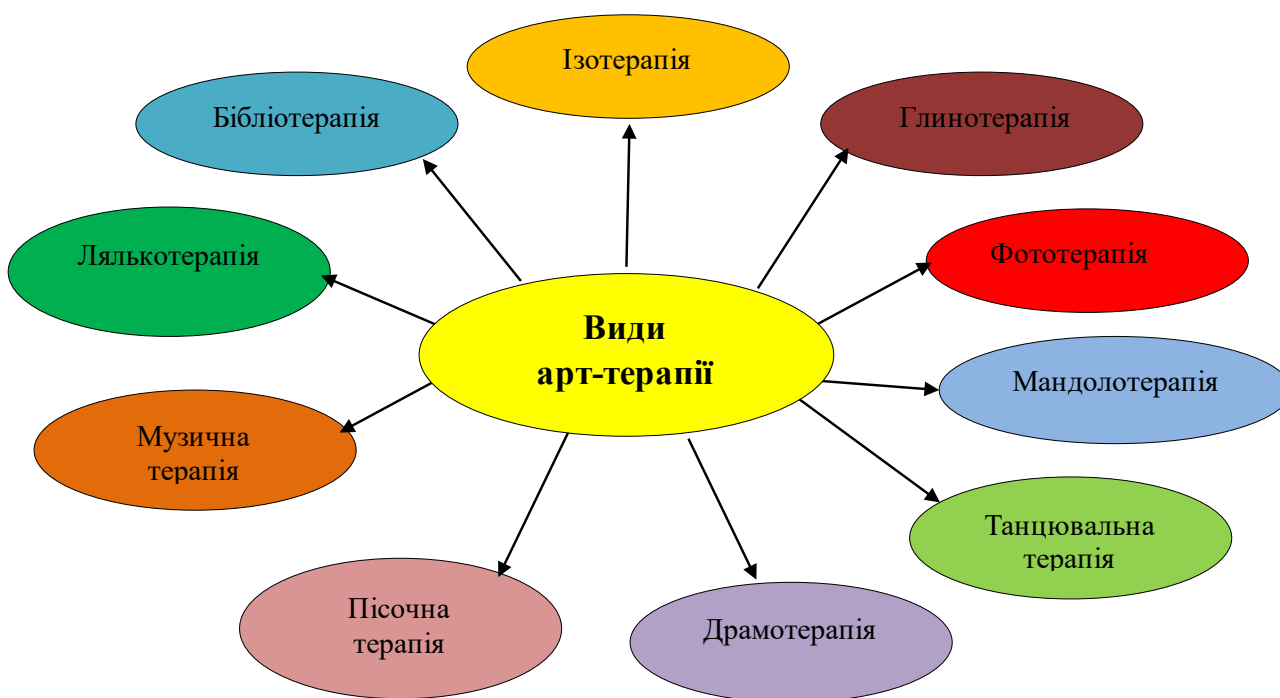 Ізотерапія
Бібліотерапія
Глинотерапія
Лялькотерапія
Фототерапія
Види
арт-терапії
Мандолотерапія
Музична
терапія
Танцювальна
терапія
Пісочна
терапія
Драмотерапія